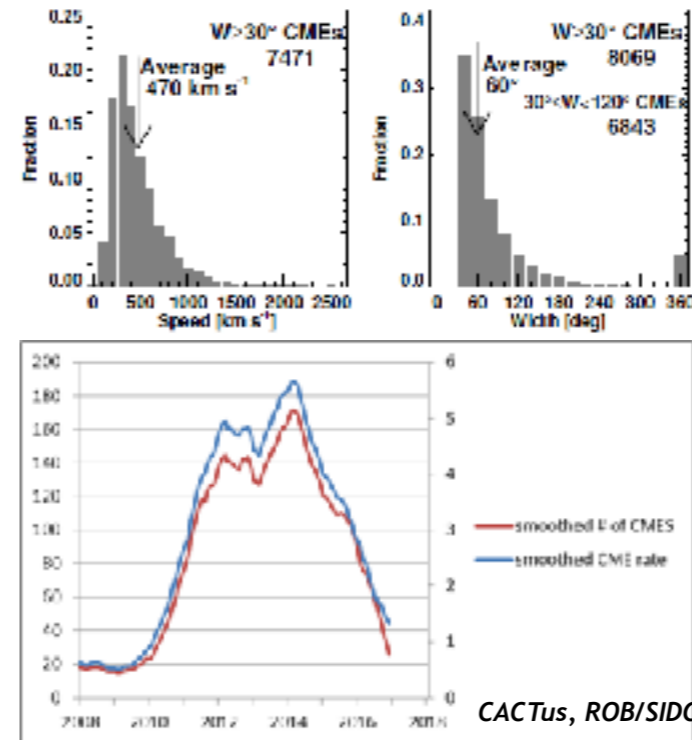 W>30° CMEs
7471
Average
470 km s⁻¹
Fraction
0.25
0.20
0.15
0.10
0.05
0.00
0 500 1000 1500 2000 2500
Speed [km s⁻¹]
W>30° CMEs
8069
Average
60°
30°<W≤120° CMEs
6843
Fraction
0.4
0.3
0.2
0.1
0.0
0 60 120 180 240 300 360
Width [deg]
200
180
160
140
120
100
80
60
40
20
0
6
5
4
3
2
1
0
2008 2010 2012 2014 2016 2018
smoothed # of CMES
smoothed CME rate
CACTus, ROB/SIDC